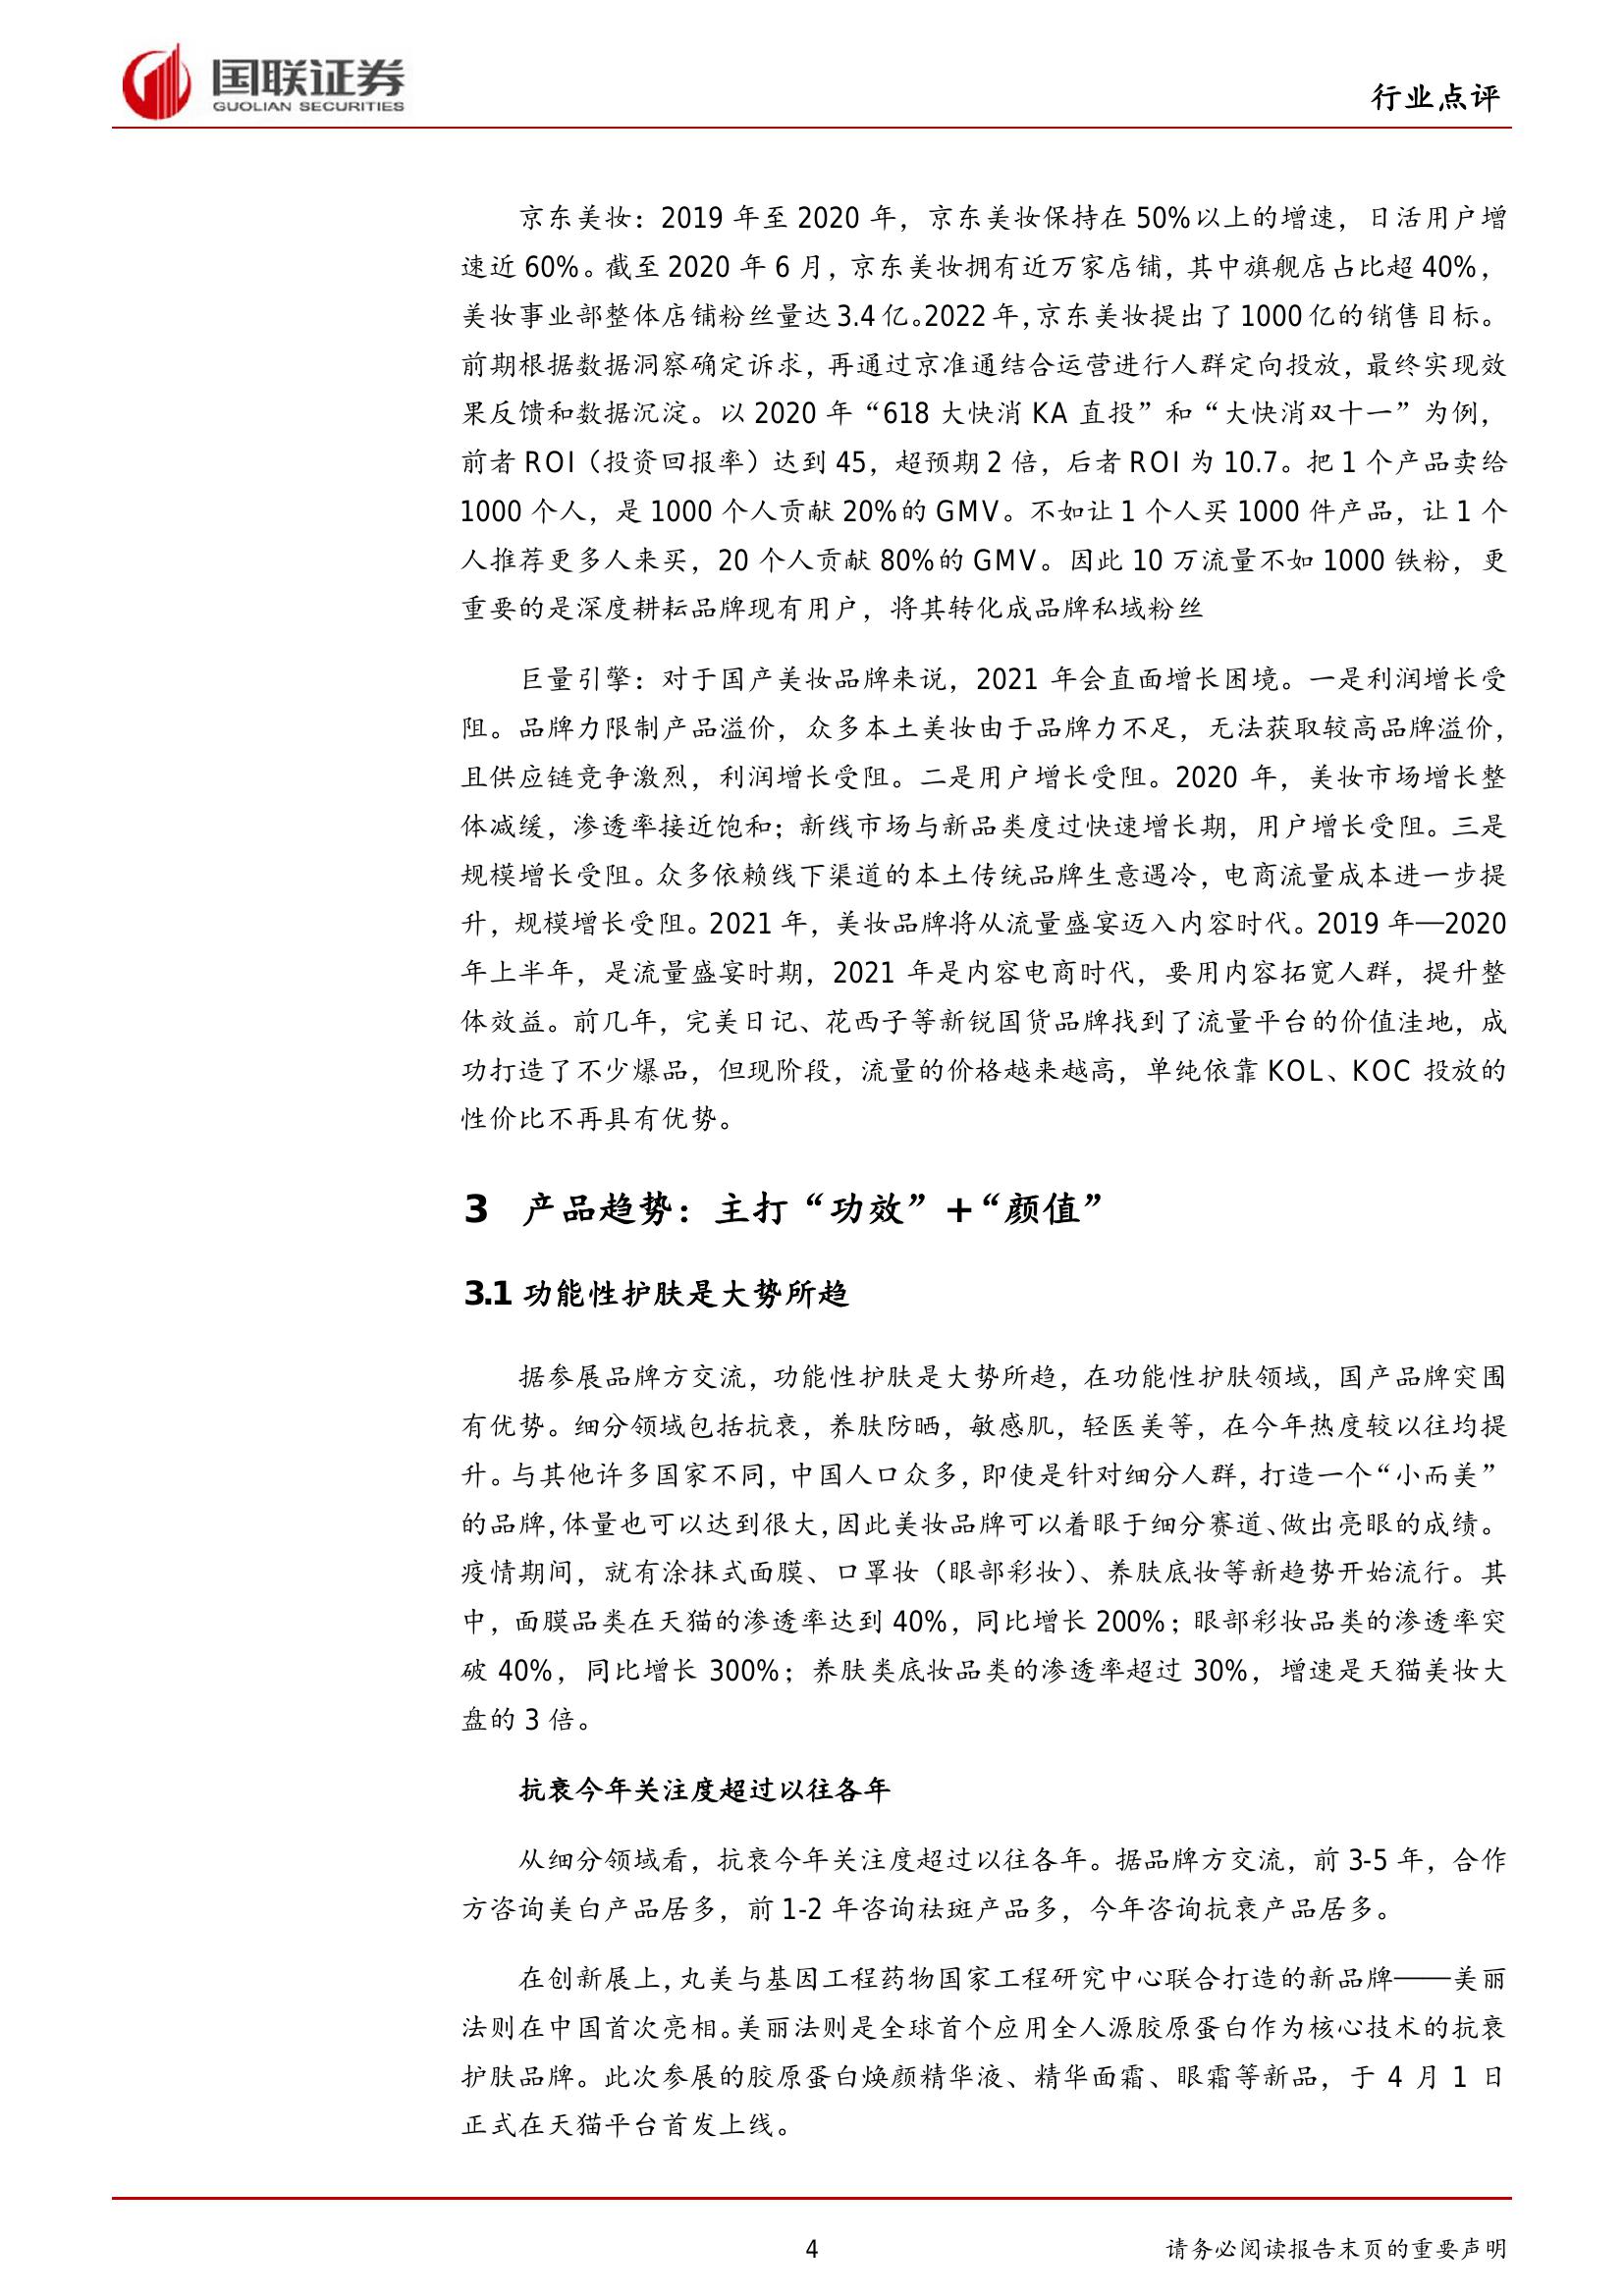 国联证券
GUOLIAN SECURITIES
行业点评
京东美妆：2019 年至 2020 年，京东美妆保持在 50%以上的增速，日活用户增
速近 60%。截至 2020 年 6 月，京东美妆拥有近万家店铺，其中旗舰店占比超 40%，
美妆事业部整体店铺粉丝量达 3.4 亿。2022 年，京东美妆提出了 1000 亿的销售目标。
前期根据数据洞察确定诉求，再通过京准通结合运营进行人群定向投放，最终实现效
果反馈和数据沉淀。以 2020 年“618 大快消 KA 直投”和“大快消双十一”为例，
前者 ROI（投资回报率）达到 45，超预期 2 倍，后者 ROI 为 10.7。把 1 个产品卖给
1000 个人，是 1000 个人贡献 20%的 GMV。不如让 1 个人买 1000 件产品，让 1 个
人推荐更多人来买，20 个人贡献 80%的 GMV。因此 10 万流量不如 1000 铁粉，更
重要的是深度耕耘品牌现有用户，将其转化成品牌私域粉丝
巨量引擎：对于国产美妆品牌来说，2021 年会直面增长困境。一是利润增长受
阻。品牌力限制产品溢价，众多本土美妆由于品牌力不足，无法获取较高品牌溢价，
且供应链竞争激烈，利润增长受阻。二是用户增长受阻。2020 年，美妆市场增长整
体减缓，渗透率接近饱和；新线市场与新品类度过快速增长期，用户增长受阻。三是
规模增长受阻。众多依赖线下渠道的本土传统品牌生意遇冷，电商流量成本进一步提
升，规模增长受阻。2021 年，美妆品牌将从流量盛宴迈入内容时代。2019 年—2020
年上半年，是流量盛宴时期，2021 年是内容电商时代，要用内容拓宽人群，提升整
体效益。前几年，完美日记、花西子等新锐国货品牌找到了流量平台的价值洼地，成
功打造了不少爆品，但现阶段，流量的价格越来越高，单纯依靠 KOL、KOC 投放的
性价比不再具有优势。
3 产品趋势：主打“功效”+“颜值”
3.1 功能性护肤是大势所趋
据参展品牌方交流，功能性护肤是大势所趋，在功能性护肤领域，国产品牌突围
有优势。细分领域包括抗衰，养肤防晒，敏感肌，轻医美等，在今年热度较以往均提
升。与其他许多国家不同，中国人口众多，即使是针对细分人群，打造一个“小而美”
的品牌，体量也可以达到很大，因此美妆品牌可以着眼于细分赛道、做出亮眼的成绩。
疫情期间，就有涂抹式面膜、口罩妆（眼部彩妆）、养肤底妆等新趋势开始流行。其
中，面膜品类在天猫的渗透率达到 40%，同比增长 200%；眼部彩妆品类的渗透率突
破 40%，同比增长 300%；养肤类底妆品类的渗透率超过 30%，增速是天猫美妆大
盘的 3 倍。
抗衰今年关注度超过以往各年
从细分领域看，抗衰今年关注度超过以往各年。据品牌方交流，前 3-5 年，合作
方咨询美白产品居多，前 1-2 年咨询祛斑产品多，今年咨询抗衰产品居多。
在创新展上，丸美与基因工程药物国家工程研究中心联合打造的新品牌——美丽
法则在中国首次亮相。美丽法则是全球首个应用全人源胶原蛋白作为核心技术的抗衰
护肤品牌。此次参展的胶原蛋白焕颜精华液、精华面霜、眼霜等新品，于 4 月 1 日
正式在天猫平台首发上线。
4
请务必阅读报告末页的重要声明